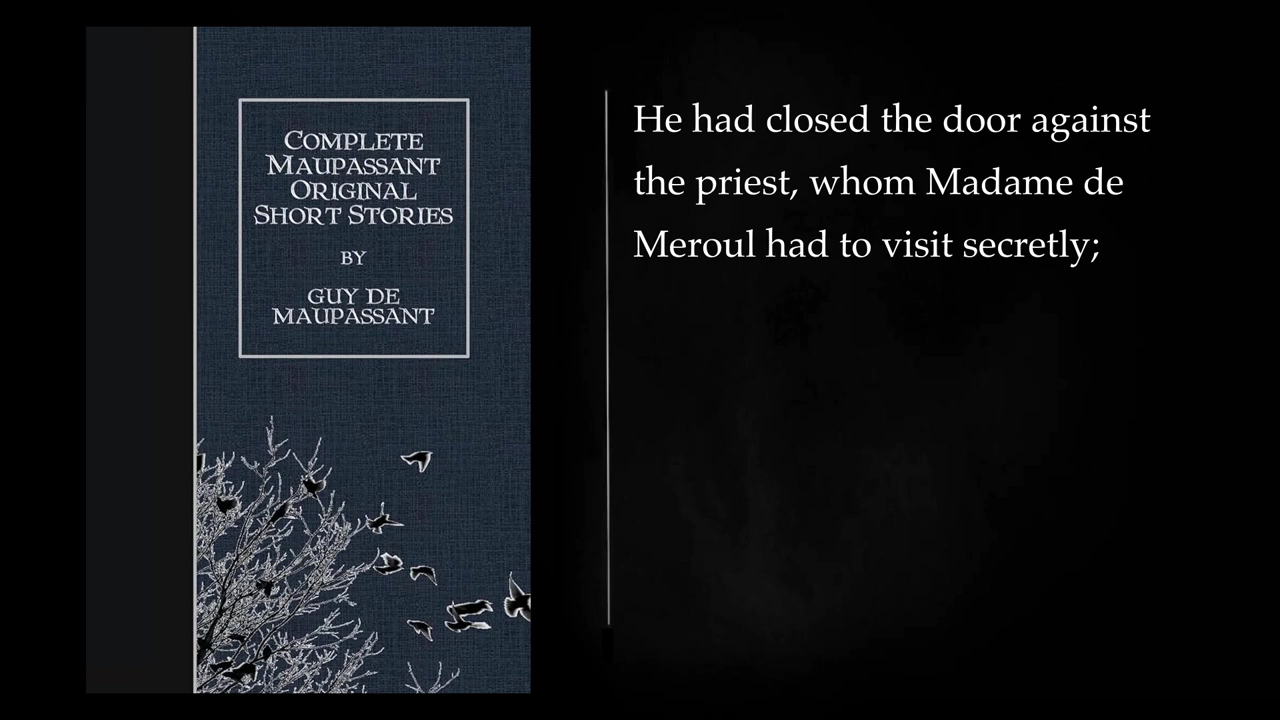 COMPLETE
MAUPASSANT
ORIGINAL
SHORT STORIES
BY
GUY DE
MAUPASSANT
He had closed the door against
the priest, whom Madame de
Meroul had to visit secretly;